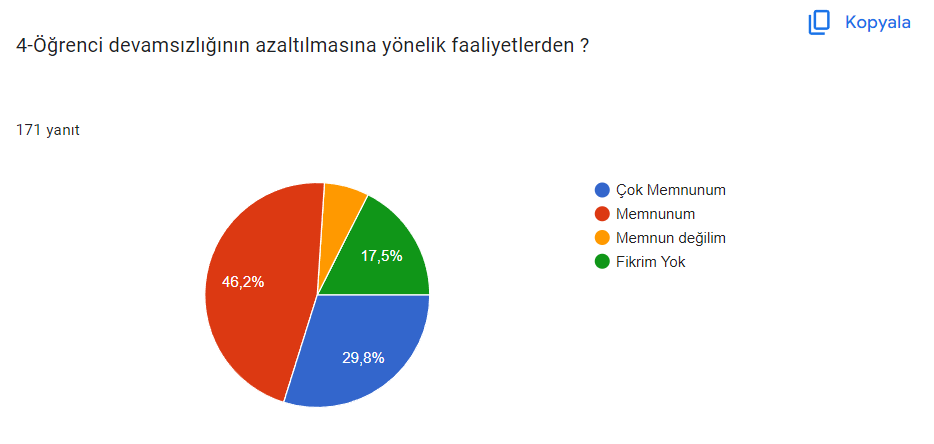 Kopyala
4-Öğrenci devamsızlığının azaltılmasına yönelik faaliyetlerden ?
171 yanıt
Çok Memnunum
Memnunum
Memnun değilim
Fikrim Yok
17,5%
46,2%
29,8%